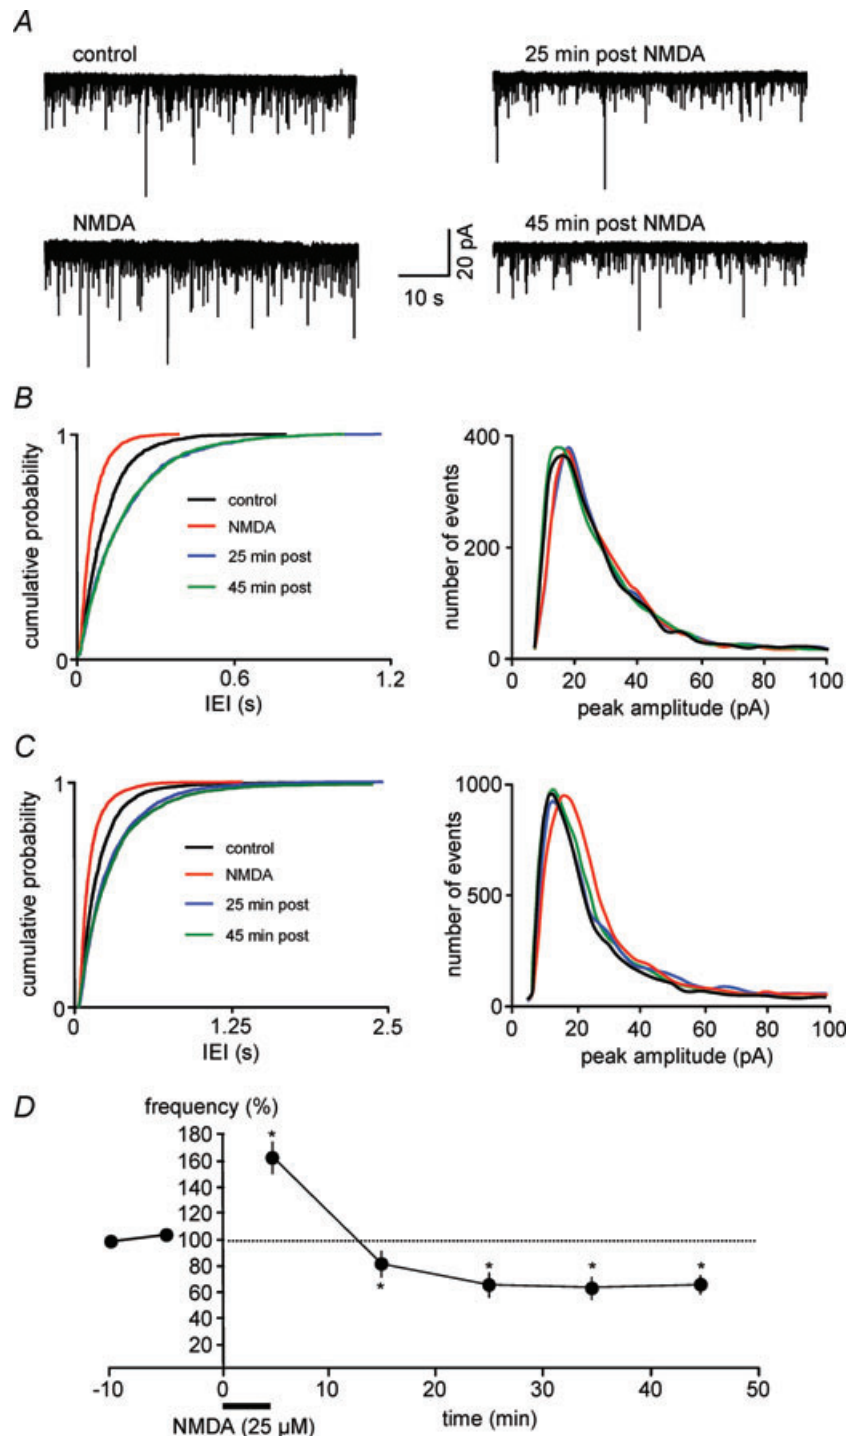 A
control
25 min post NMDA
NMDA
45 min post NMDA
20 pA
10 s
B
cumulative probability
1
0
0
0.6
1.2
IEI (s)
control
NMDA
25 min post
45 min post
number of events
400
200
0
0
20
40
60
80
100
peak amplitude (pA)
C
cumulative probability
1
0
0
1.25
2.5
IEI (s)
control
NMDA
25 min post
45 min post
number of events
1000
500
0
0
20
40
60
80
100
peak amplitude (pA)
D
frequency (%)
180
160
140
120
100
80
60
40
20
* * * * *
-10
0
10
20
30
40
50
NMDA (25 µM)
time (min)